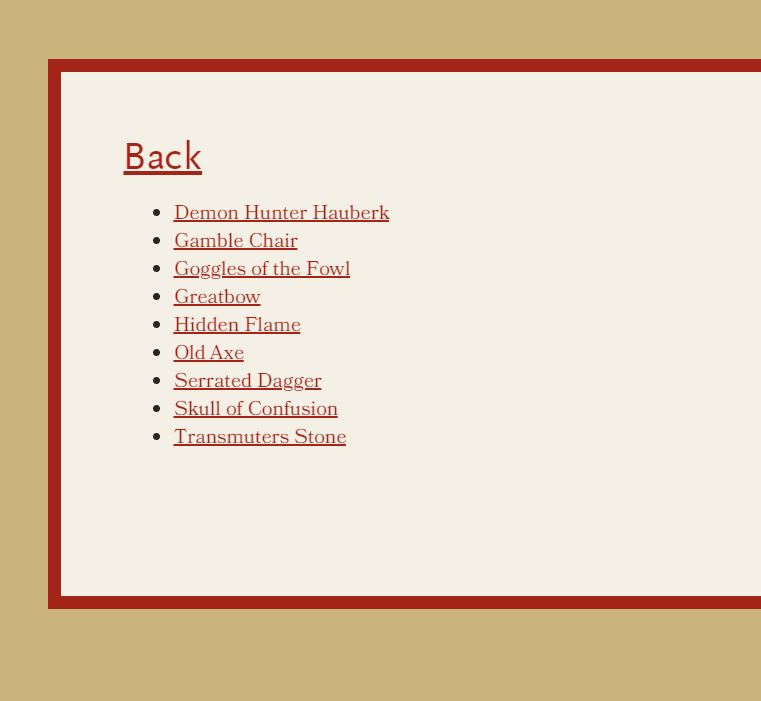 Back
Demon Hunter Hauberk
Gamble Chair
Goggles of the Fowl
Greatbow
Hidden Flame
Old Axe
Serrated Dagger
Skull of Confusion
Transmuters Stone